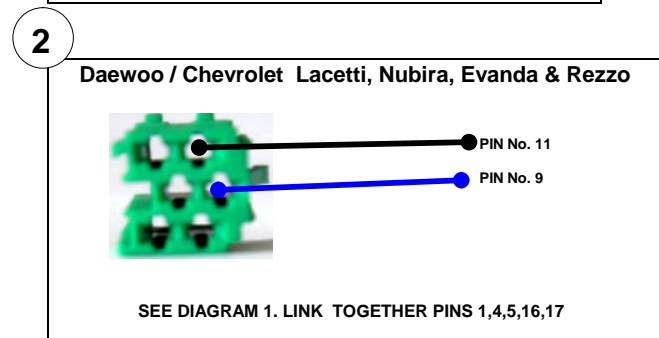 2
Daewoo / Chevrolet Lacetti, Nubira, Evanda & Rezzo
PIN No. 11
PIN No. 9
SEE DIAGRAM 1. LINK TOGETHER PINS 1,4,5,16,17